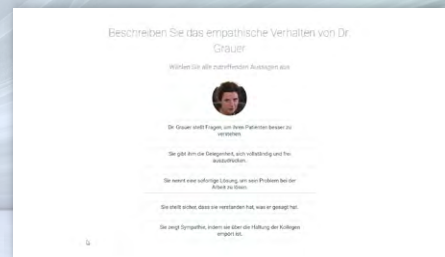 Beschreiben Sie das empathische Verhalten von Dr.
Grauer
Wählen Sie alle zutreffenden Aussagen aus.
Dr. Grauer stellt Fragen, um ihren Patienten besser zu
verstehen.
Sie gibt ihm die Gelegenheit, sich vollständig und frei
auszudrücken.
Sie nennt eine sofortige Lösung, um sein Problem bei der
Arbeit zu lösen.
Sie stellt sicher, dass sie verstanden hat, was er gesagt hat.
Sie zeigt Sympathie, indem sie über die Haltung der Kollegen
empört ist.